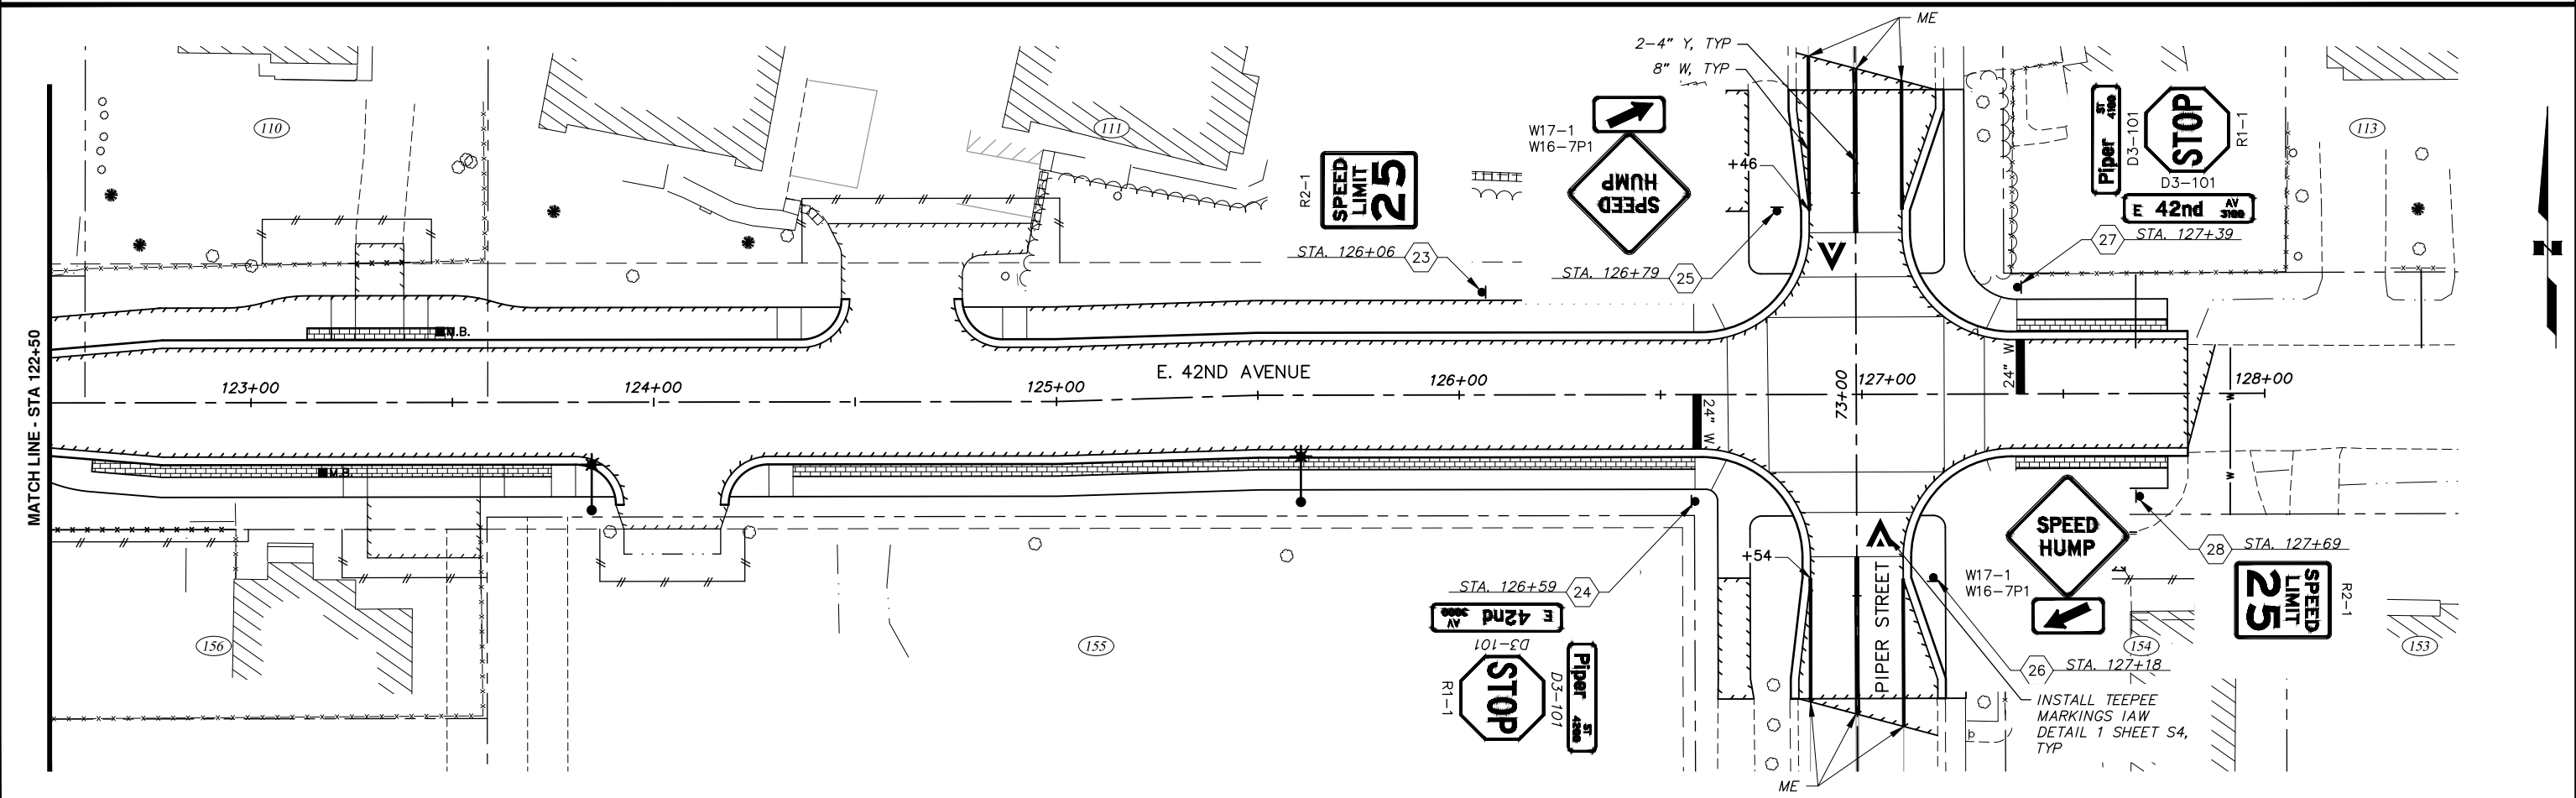 ME
2-4" Y, TYP
8" W, TYP
110
111
113
W17-1
W16-7P1
SPEED
HUMP
+46
R2-1
SPEED
LIMIT
25
STA. 126+06
23
STA. 126+79
25
Piper ST 4100
D3-101
STOP
R1-1
D3-101
E 42nd AV 3100
27
STA. 127+39
N
M.B.
MATCH LINE - STA 122+50
E. 42ND AVENUE
123+00
124+00
125+00
126+00
127+00
128+00
73+00
24" W
24" W
W
W
W
M.B.
STA. 126+59
24
E 42nd AV 3000
D3-101
STOP
R1-1
Piper ST 4200
D3-101
+54
PIPER STREET
W17-1
W16-7P1
SPEED
HUMP
28
STA. 127+69
SPEED
LIMIT
25
R2-1
156
155
154
153
26
STA. 127+18
INSTALL TEEPEE
MARKINGS IAW
DETAIL 1 SHEET S4,
TYP
ME